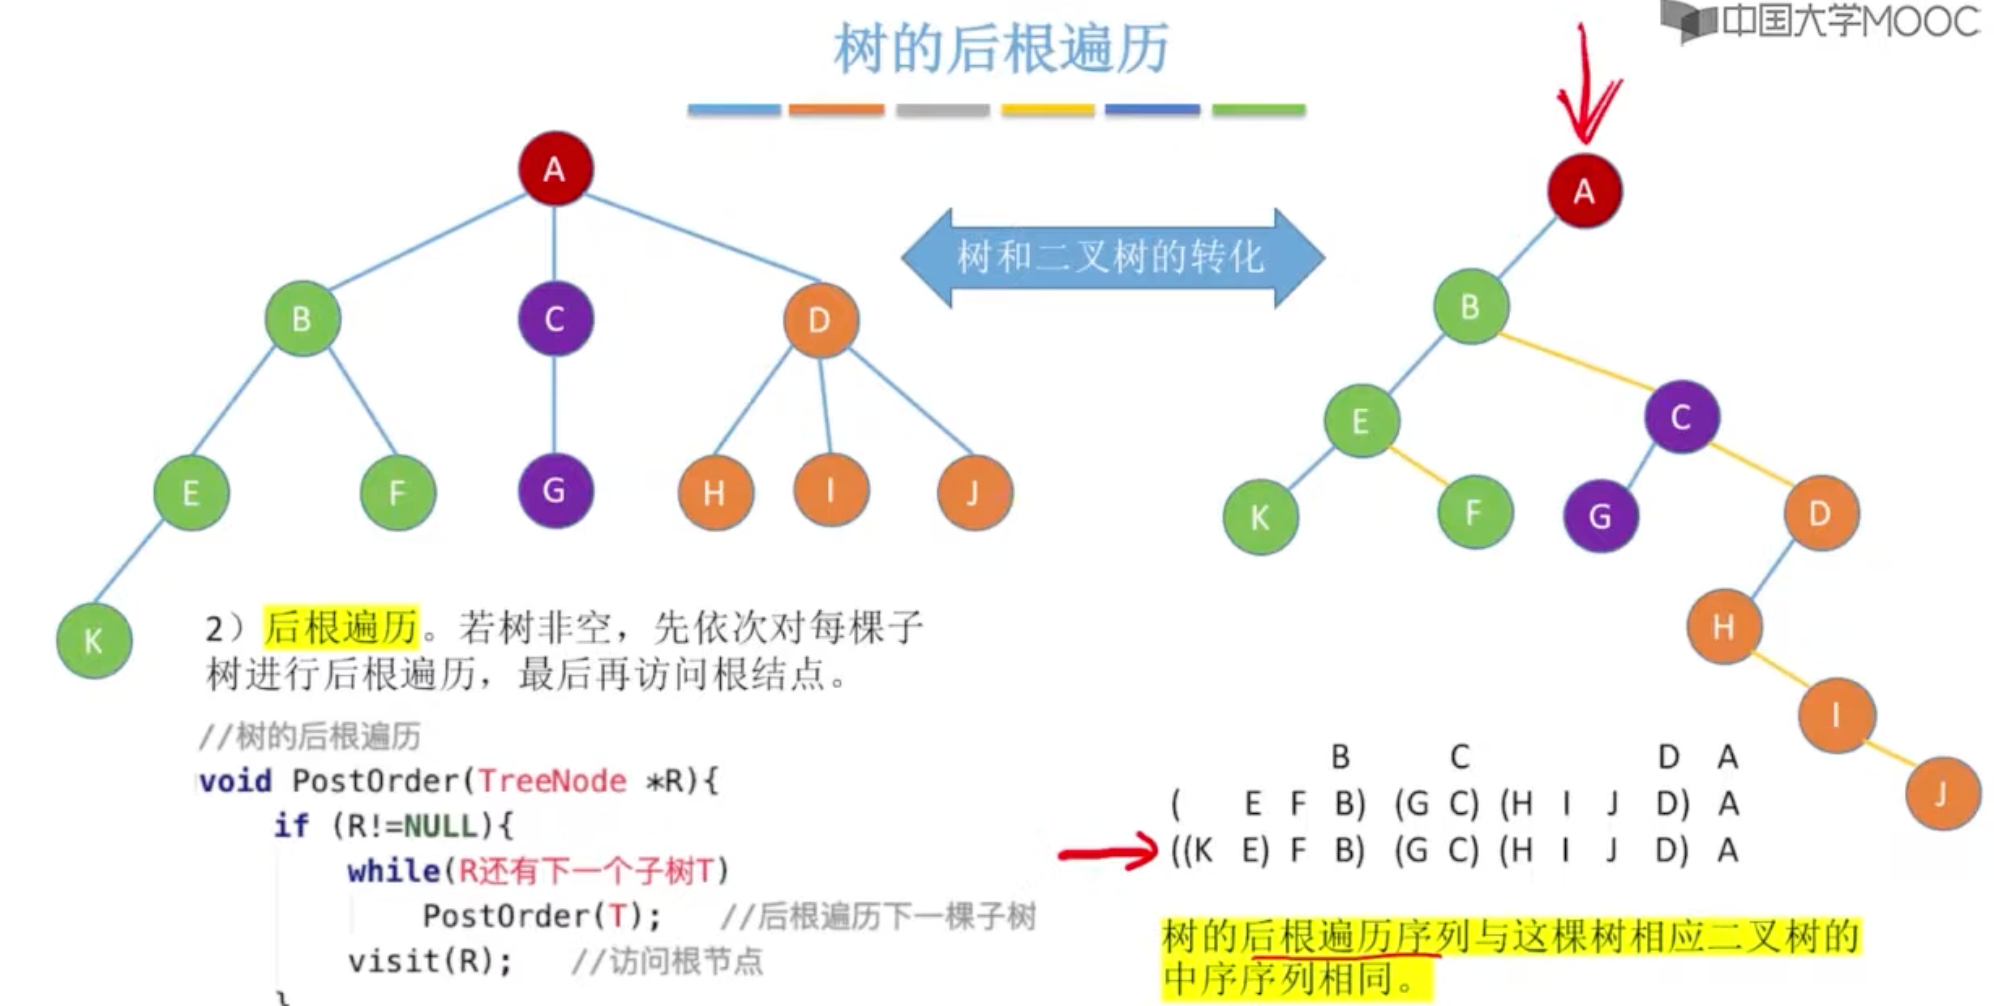 树的后根遍历
中国大学MOOC
A
B
C
D
E
F
G
H
I
J
K
树和二叉树的转化
A
B
E
C
K
F
G
D
H
I
J
2）后根遍历。若树非空，先依次对每棵子
树进行后根遍历，最后再访问根结点。
//树的后根遍历
void PostOrder(TreeNode *R){
if (R!=NULL){
while(R还有下一个子树T)
PostOrder(T); //后根遍历下一棵子树
visit(R); //访问根节点
}
B C D A
( E F B) (G C) (H I J D) A
((K E) F B) (G C) (H I J D) A
树的后根遍历序列与这棵树相应二叉树的
中序序列相同。